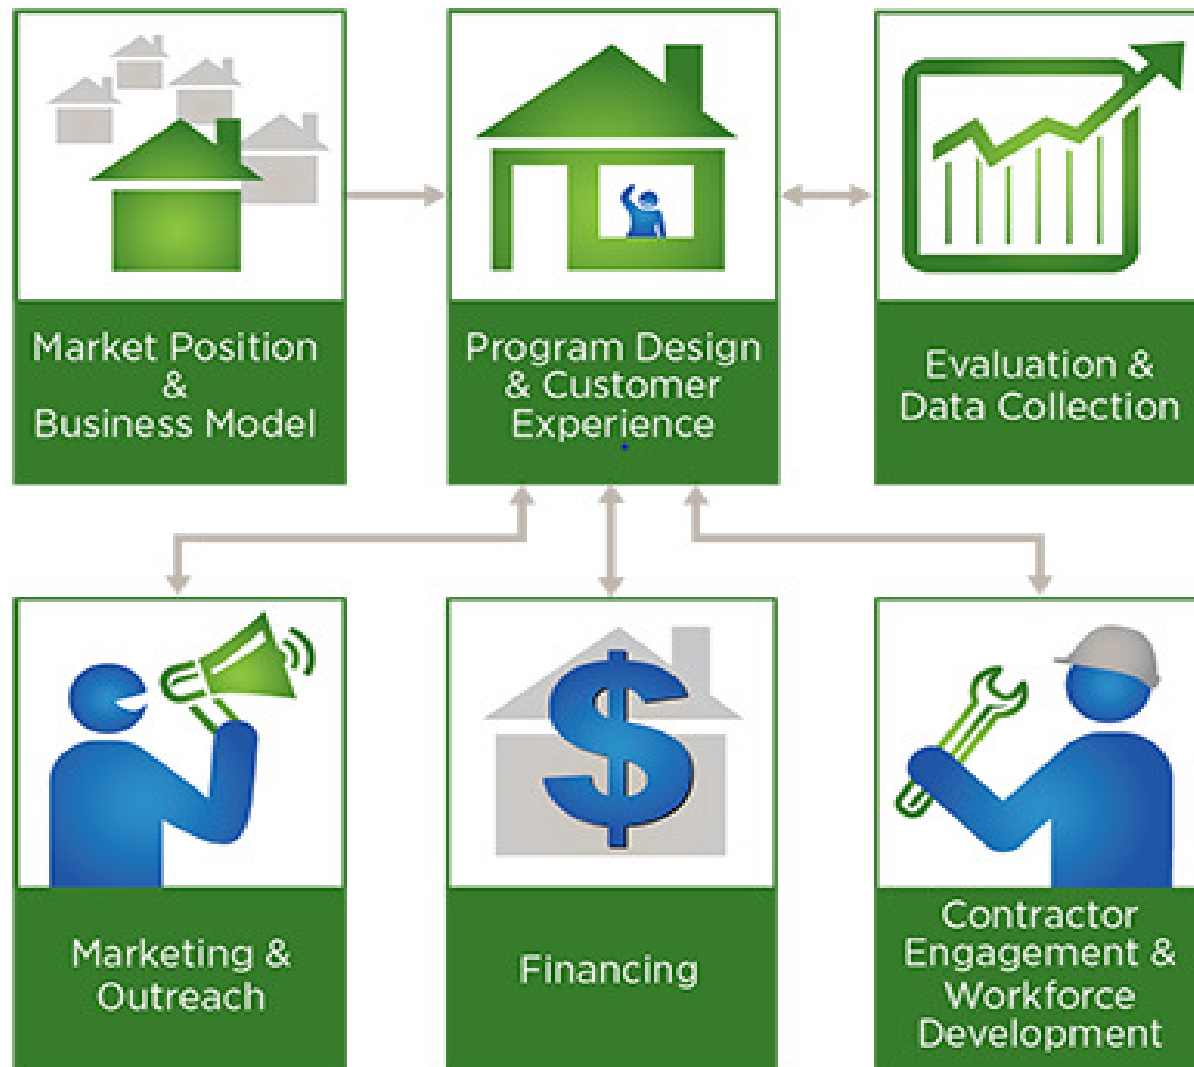 Market Position
&
Business Model
Program Design
& Customer
Experience
Evaluation &
Data Collection
Marketing &
Outreach
Financing
Contractor
Engagement &
Workforce
Development